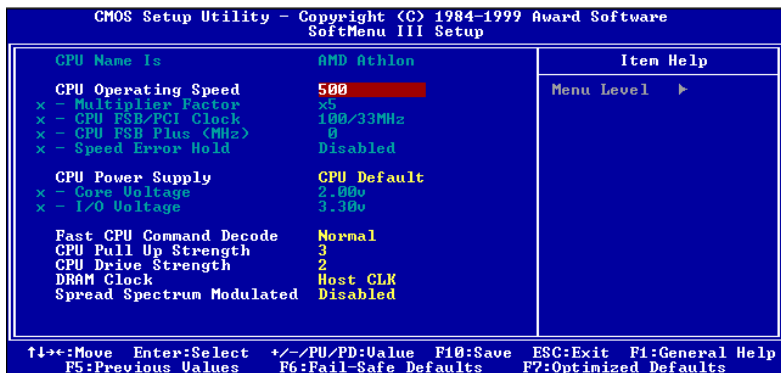 CMOS Setup Utility - Copyright (C) 1984-1999 Award Software
SoftMenu III Setup
CPU Name Is AMD Athlon
CPU Operating Speed 500
x - Multiplier Factor x5
x - CPU FSB/PCI Clock 100/33MHz
x - CPU FSB Plus (MHz) 0
x - Speed Error Hold Disabled
CPU Power Supply CPU Default
x - Core Voltage 2.00v
x - I/O Voltage 3.30v
Fast CPU Command Decode Normal
CPU Pull Up Strength 3
CPU Drive Strength 2
DRAM Clock Host CLK
Spread Spectrum Modulated Disabled
Item Help
Menu Level ▶
↑↓→←:Move Enter:Select +/-/PU/PD:Value F10:Save ESC:Exit F1:General Help
F5:Previous Values F6:Fail-Safe Defaults F7:Optimized Defaults